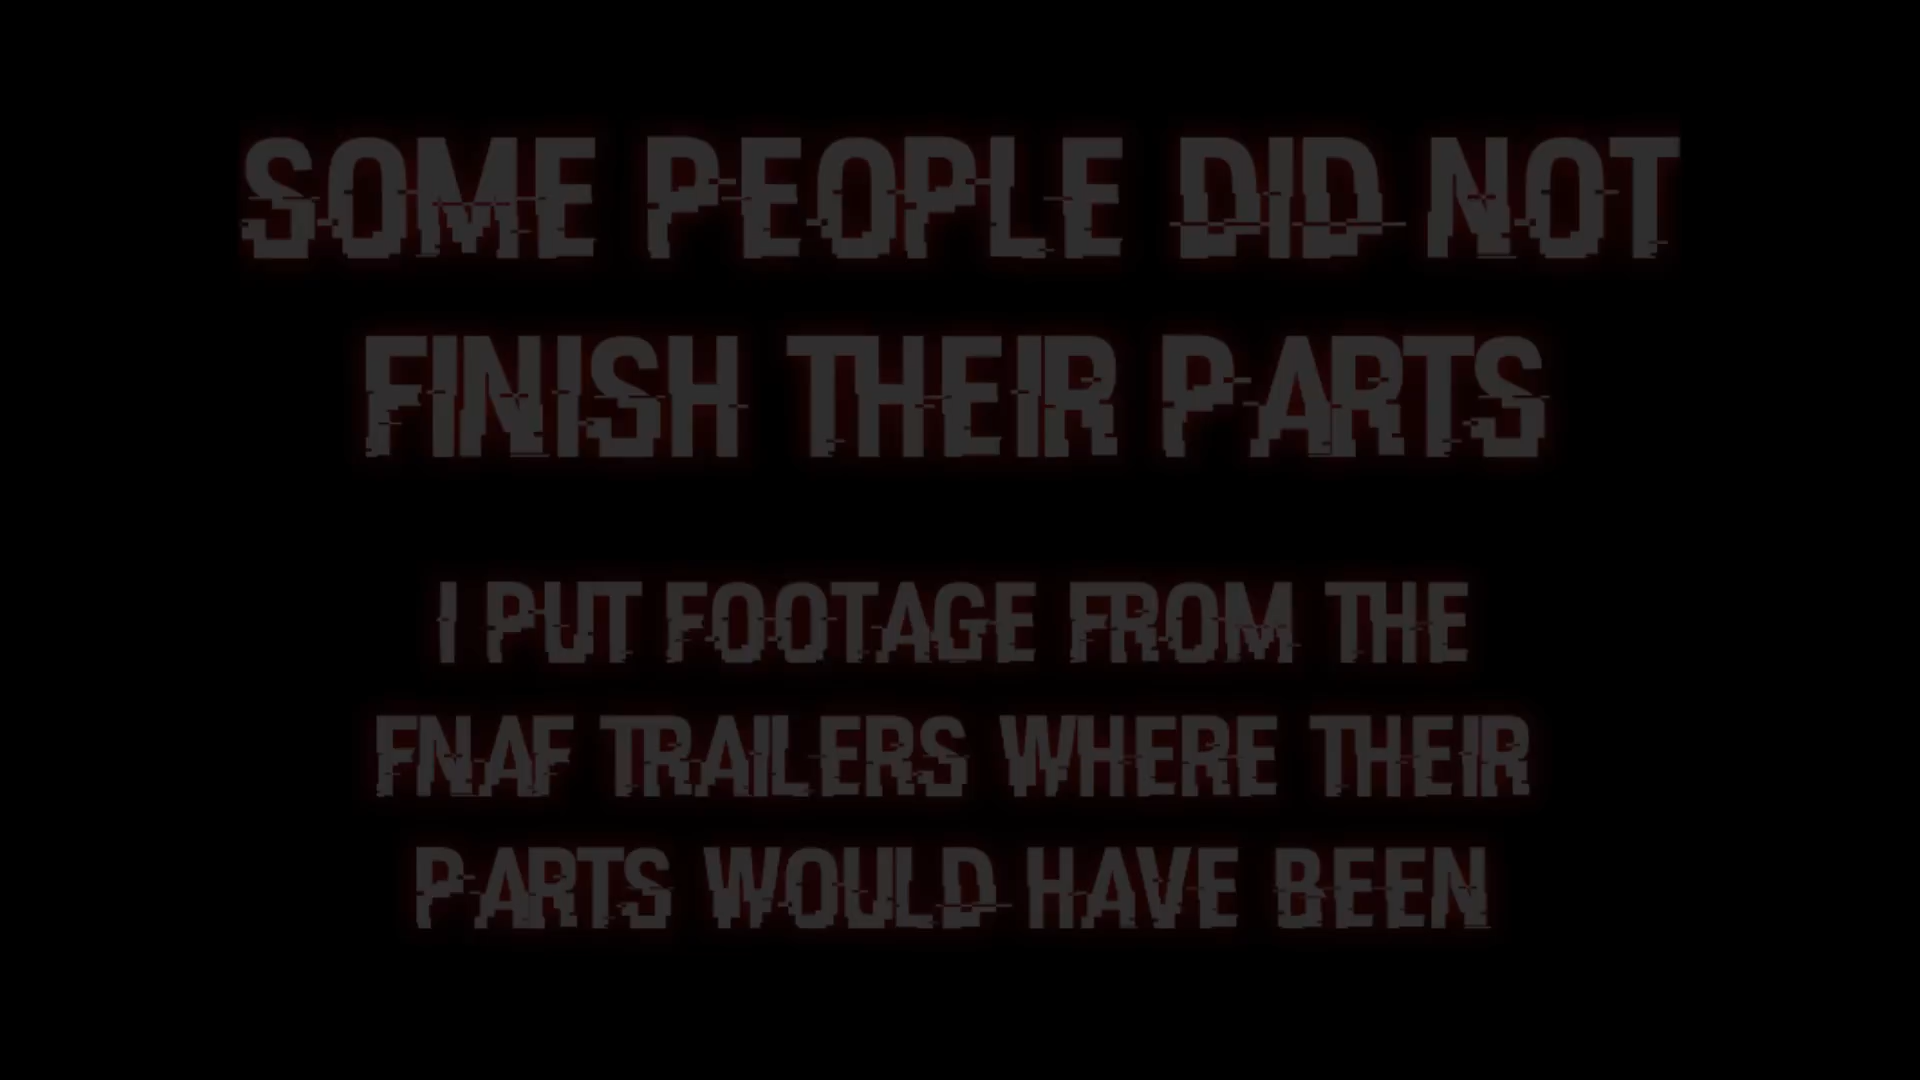 SOME PEOPLE DID NOT
FINISH THEIR PARTS
I PUT FOOTAGE FROM THE
FNAF TRAILERS WHERE THEIR
PARTS WOULD HAVE BEEN